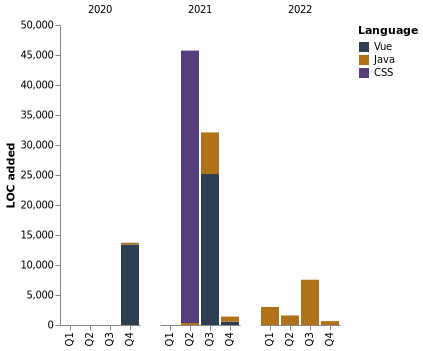 2020 2021 2022
Language
Vue
Java
CSS
LOC added
50,000
45,000
40,000
35,000
30,000
25,000
20,000
15,000
10,000
5,000
0
Q1 Q2 Q3 Q4 Q1 Q2 Q3 Q4 Q1 Q2 Q3 Q4